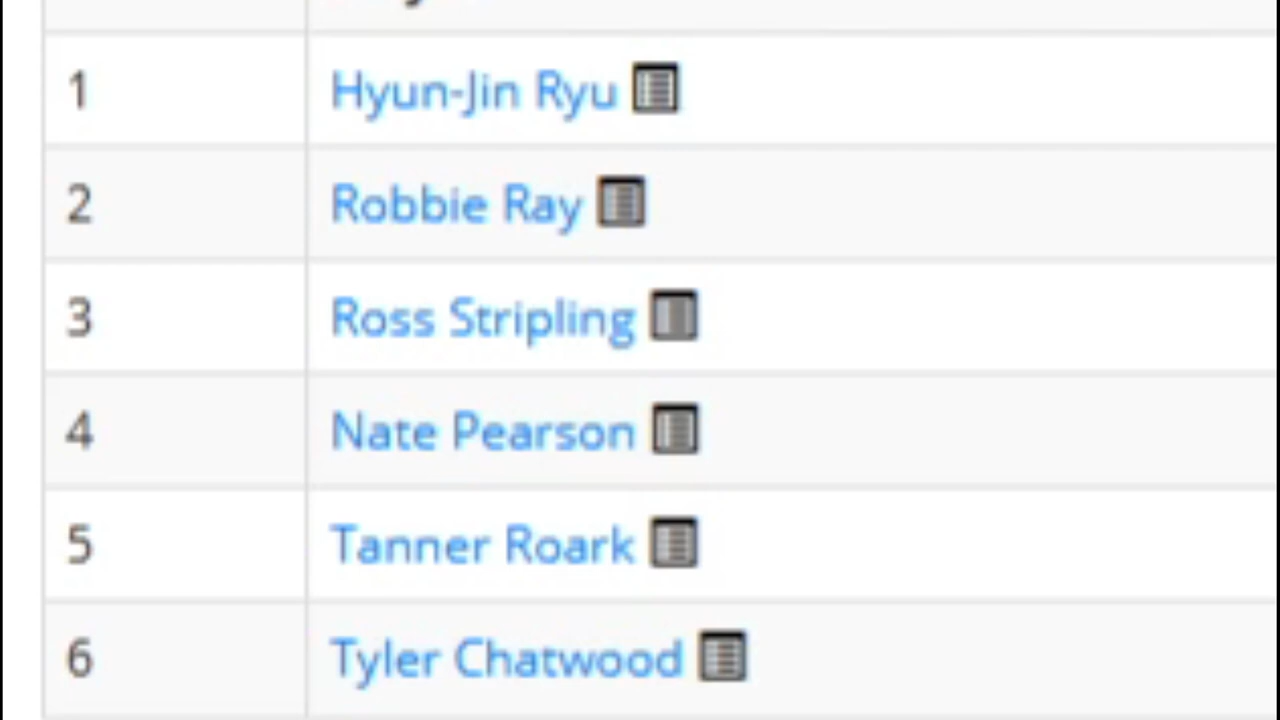 1 Hyun-Jin Ryu
2 Robbie Ray
3 Ross Stripling
4 Nate Pearson
5 Tanner Roark
6 Tyler Chatwood